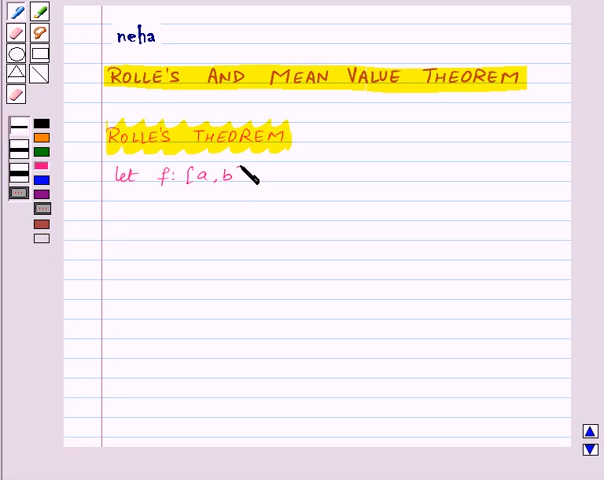 neha
ROLLE'S AND MEAN VALUE THEOREM
ROLLE'S THEOREM
let f: [a, b